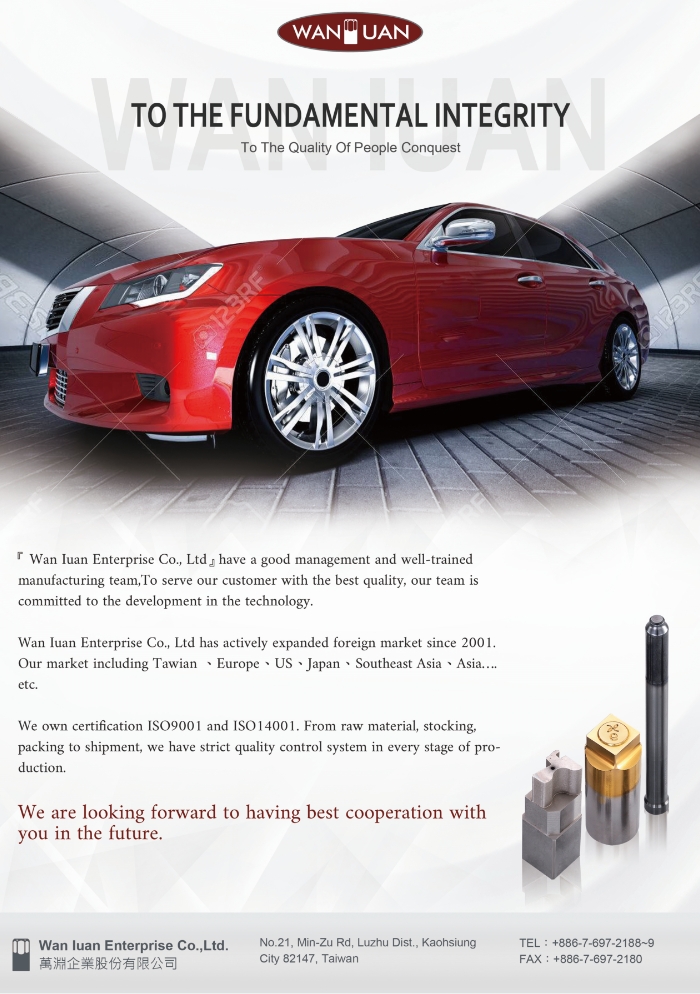 WAN IUAN
WAN IUAN
TO THE FUNDAMENTAL INTEGRITY
To The Quality Of People Conquest
123RF
123RF
『 Wan Iuan Enterprise Co., Ltd』have a good management and well-trained
manufacturing team,To serve our customer with the best quality, our team is
committed to the development in the technology.
Wan Iuan Enterprise Co., Ltd has actively expanded foreign market since 2001.
Our market including Tawian 、Europe、US、Japan、Southeast Asia、Asia….
etc.
We own certification ISO9001 and ISO14001. From raw material, stocking,
packing to shipment, we have strict quality control system in every stage of pro-
duction.
We are looking forward to having best cooperation with
you in the future.
Wan Iuan Enterprise Co.,Ltd.
萬淵企業股份有限公司
No.21, Min-Zu Rd, Luzhu Dist., Kaohsiung
City 82147, Taiwan
TEL：+886-7-697-2188~9
FAX：+886-7-697-2180